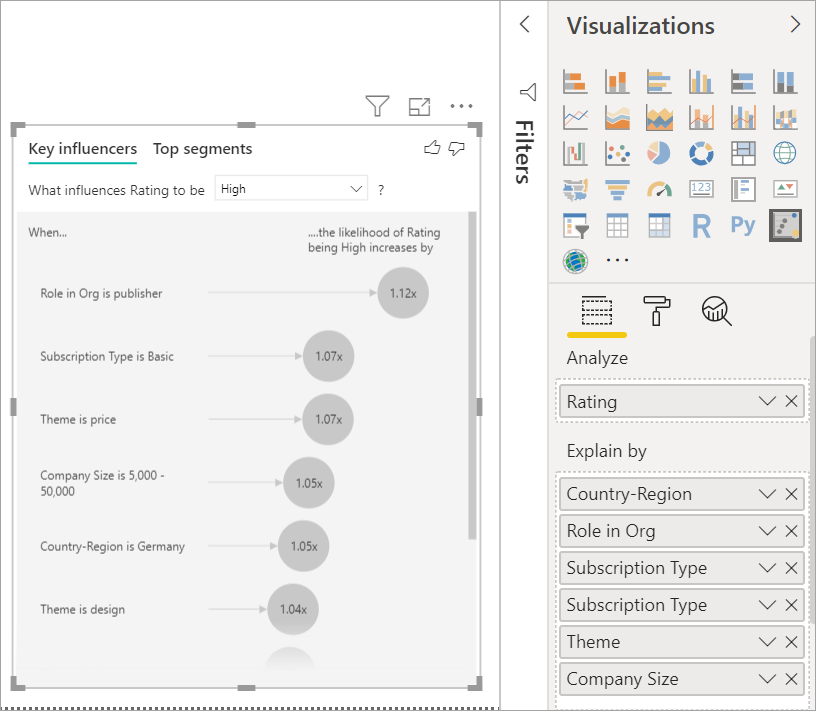 Visualizations
Filters
Key influencers Top segments
What influences Rating to be High ?
When...
....the likelihood of Rating
being High increases by
Role in Org is publisher 1.12x
Subscription Type is Basic 1.07x
Theme is price 1.07x
Company Size is 5,000 -
50,000
1.05x
Country-Region is Germany 1.05x
Theme is design 1.04x
123
R Py
Analyze
Rating
Explain by
Country-Region
Role in Org
Subscription Type
Subscription Type
Theme
Company Size